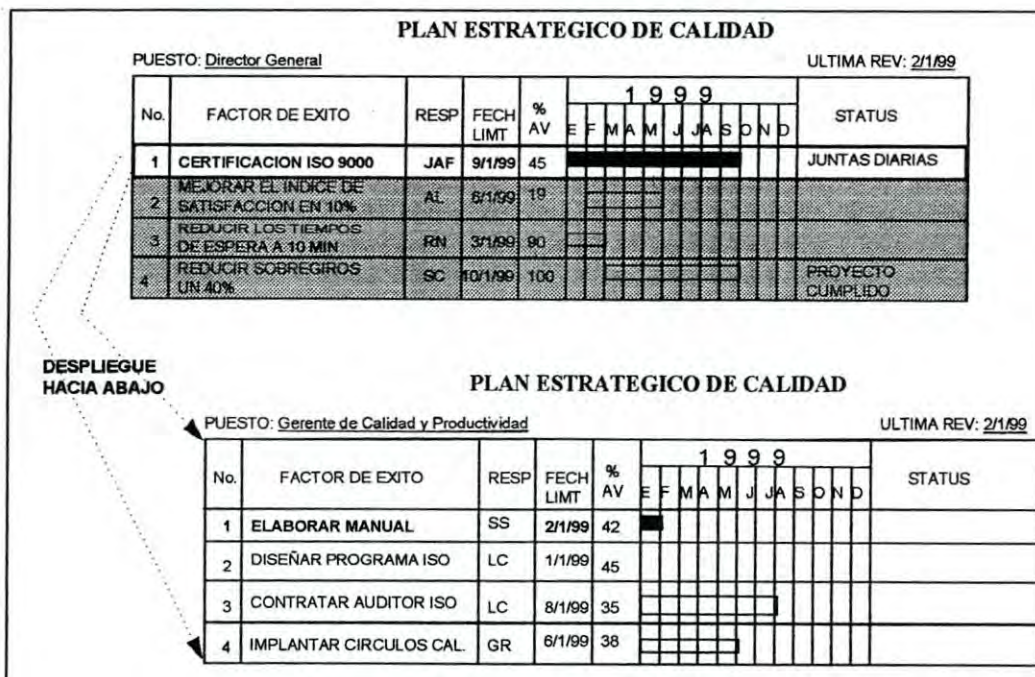 PLAN ESTRATEGICO DE CALIDAD
PUESTO: Director General ULTIMA REV: 2/1/99
No. FACTOR DE EXITO RESP FECH LIMT % AV 1 9 9 9 STATUS
E F M A M J JA S O N D
1 CERTIFICACION ISO 9000 JAF 9/1/99 45 JUNTAS DIARIAS
2 MEJORAR EL INDICE DE SATISFACCION EN 10% AL 6/1/99 19
3 REDUCIR LOS TIEMPOS DE ESPERA A 10 MIN RN 3/1/99 90
4 REDUCIR SOBREGIROS UN 40% SC 10/1/99 100 PROYECTO CUMPLIDO
DESPLIEGUE
HACIA ABAJO
PLAN ESTRATEGICO DE CALIDAD
PUESTO: Gerente de Calidad y Productividad ULTIMA REV: 2/1/99
No. FACTOR DE EXITO RESP FECH LIMT % AV 1 9 9 9 STATUS
E F M A M J JA S O N D
1 ELABORAR MANUAL SS 2/1/99 42
2 DISEÑAR PROGRAMA ISO LC 1/1/99 45
3 CONTRATAR AUDITOR ISO LC 8/1/99 35
4 IMPLANTAR CIRCULOS CAL. GR 6/1/99 38